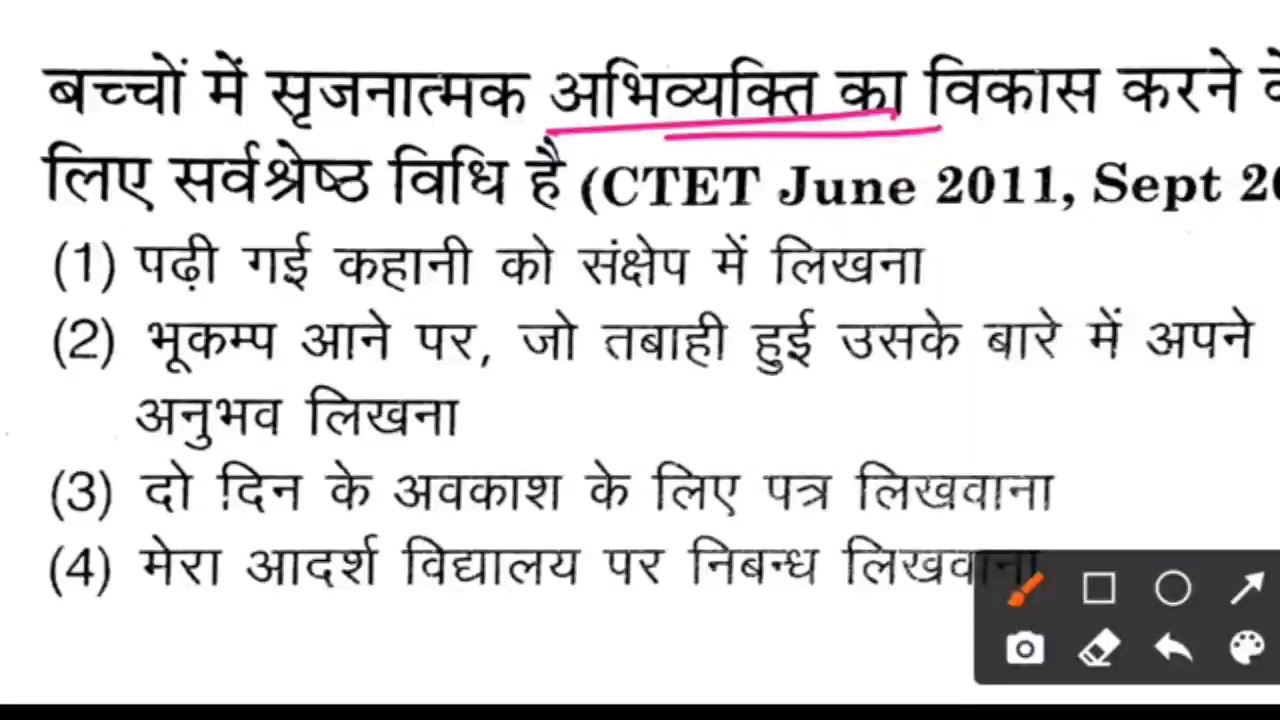 बच्चों में सृजनात्मक अभिव्यक्ति का विकास करने
लिए सर्वश्रेष्ठ विधि है (CTET June 2011, Sept
(1) पढ़ी गई कहानी को संक्षेप में लिखना
(2) भूकम्प आने पर, जो तबाही हुई उसके बारे में अपने
अनुभव लिखना
(3) दो दिन के अवकाश के लिए पत्र लिखवाना
(4) मेरा आदर्श विद्यालय पर निबन्ध लिखवाना